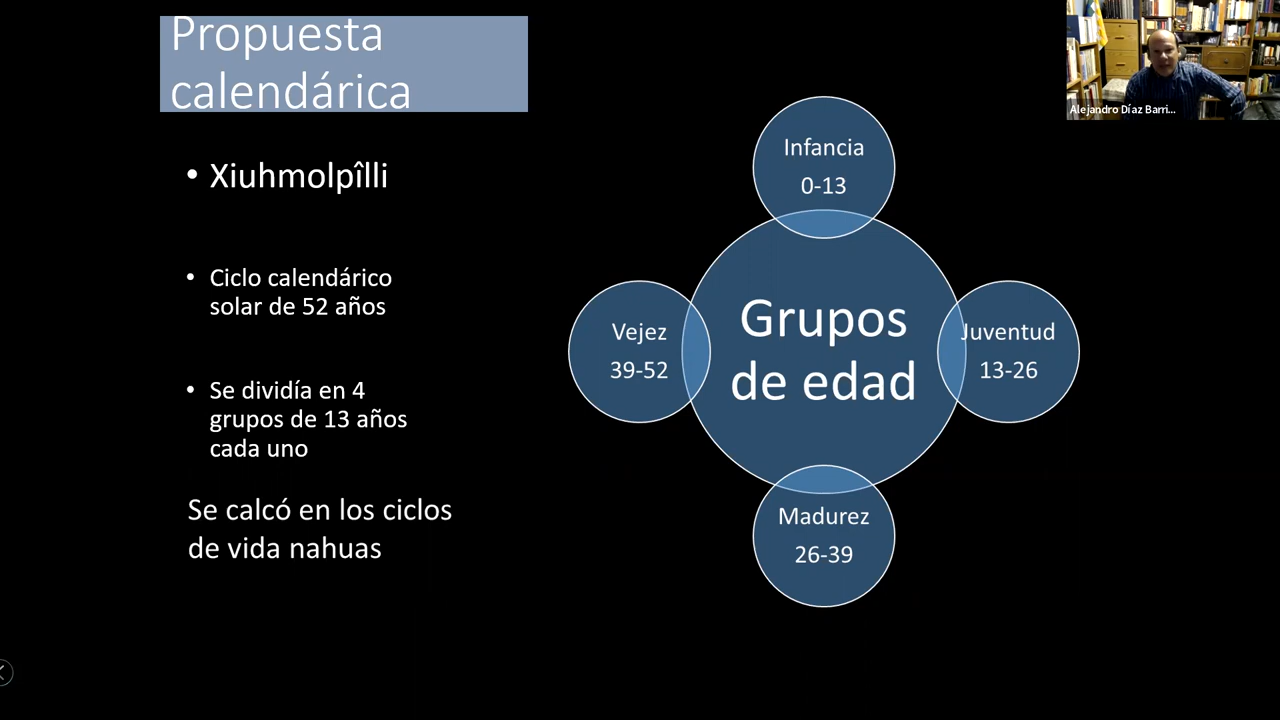 Propuesta
calendárica
• Xiuhmolpîlli
• Ciclo calendárico
solar de 52 años
• Se dividía en 4
grupos de 13 años
cada uno
Se calcó en los ciclos
de vida nahuas
Infancia
0-13
Vejez
39-52
Grupos
de edad
Juventud
13-26
Madurez
26-39
Alejandro Díaz Barri...